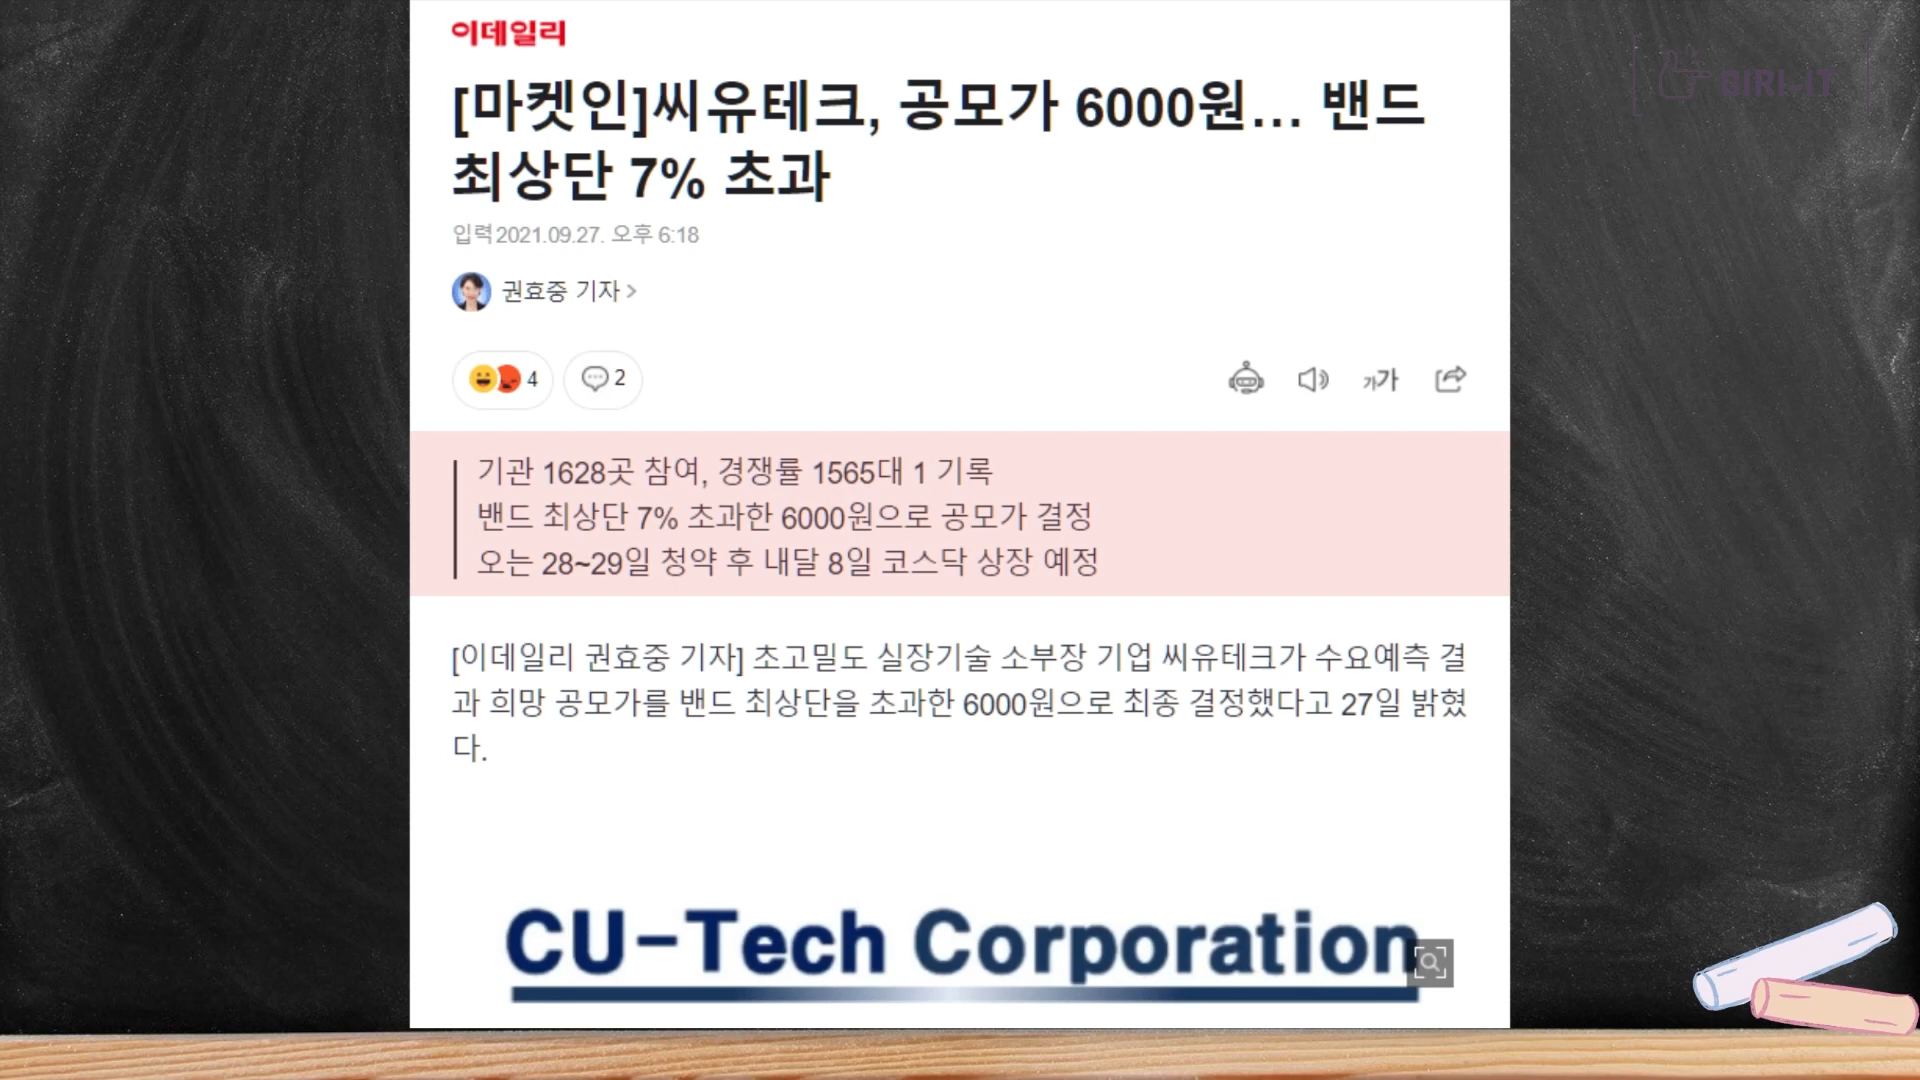 이데일리
GIRI-IT
[마켓인]씨유테크, 공모가 6000원... 밴드
최상단 7% 초과
입력2021.09.27. 오후 6:18
권효중 기자
4
2
가가
기관 1628곳 참여, 경쟁률 1565대 1 기록
밴드 최상단 7% 초과한 6000원으로 공모가 결정
오는 28~29일 청약 후 내달 8일 코스닥 상장 예정
[이데일리 권효중 기자] 초고밀도 실장기술 소부장 기업 씨유테크가 수요예측 결
과 희망 공모가를 밴드 최상단을 초과한 6000원으로 최종 결정했다고 27일 밝혔
다.
CU-Tech Corporation